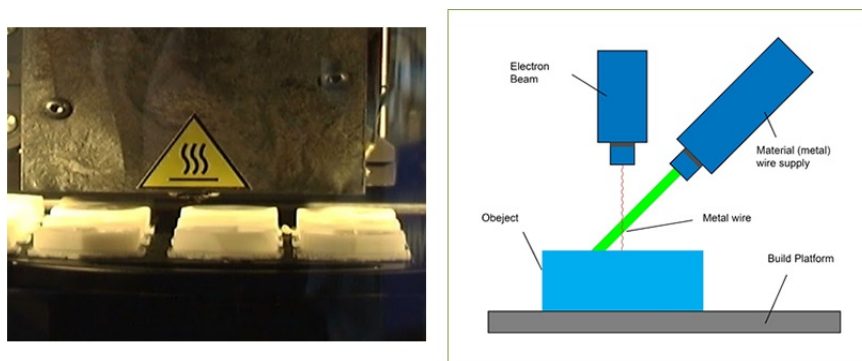 Electron
Beam
Material (metal)
wire supply
Metal wire
Obeject
Build Platform